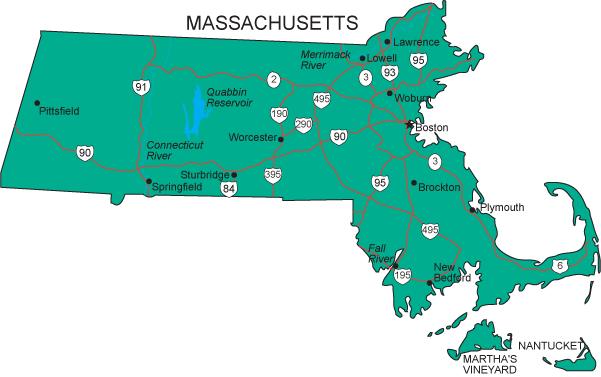 MASSACHUSETTS
Lawrence
Merrimack
River
Lowell
95
93
3
2
91
Quabbin
Reservoir
495
Woburn
Pittsfield
190
290
Boston
Connecticut
River
Worcester
90
90
3
Sturbridge
395
95
Springfield
84
Brockton
Plymouth
495
Fall
River
195
New
Bedford
6
NANTUCKET
MARTHA'S
VINEYARD